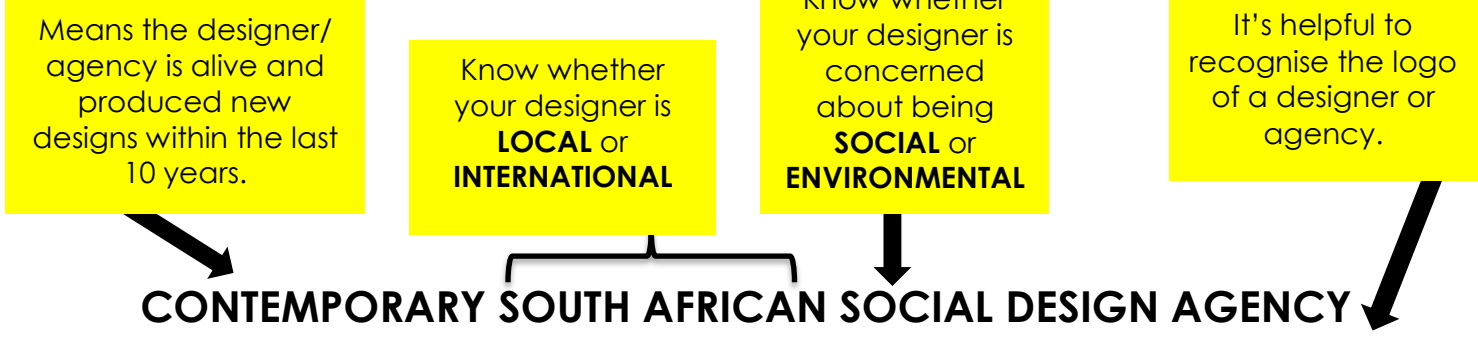 Means the designer/
agency is alive and
produced new
designs within the last
10 years.
Know whether
your designer is
LOCAL or
INTERNATIONAL
Know whether
your designer is
concerned
about being
SOCIAL or
ENVIRONMENTAL
It’s helpful to
recognise the logo
of a designer or
agency.
CONTEMPORARY SOUTH AFRICAN SOCIAL DESIGN AGENCY